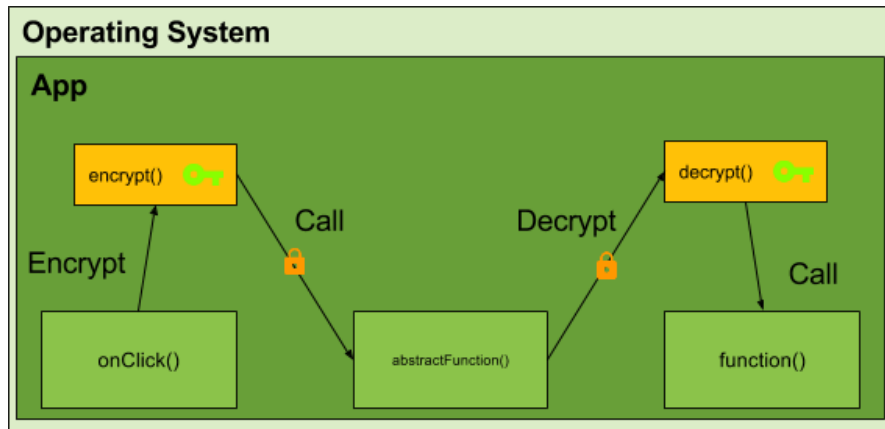 Operating System
App
encrypt()
decrypt()
Call
Decrypt
Encrypt
Call
onClick()
abstractFunction()
function()